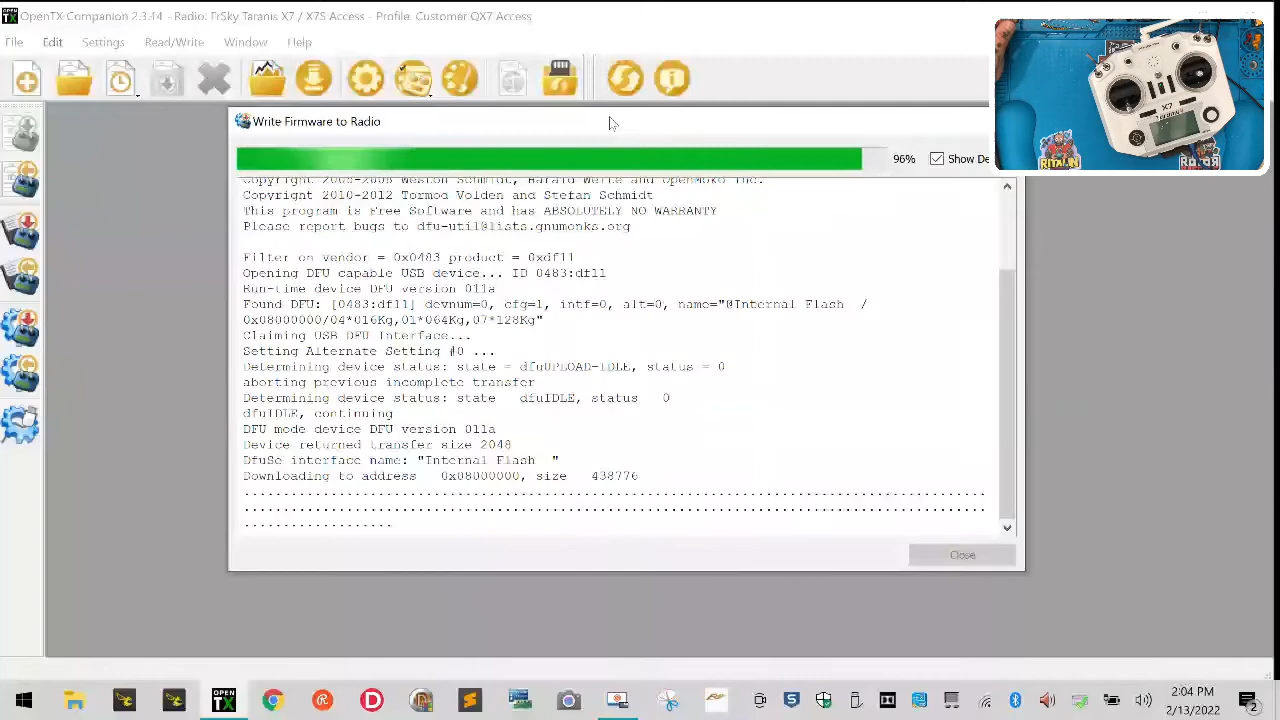 OpenTX Companion 2.3.14 - Radio: FrSky Taranis X7 / X7S Access - Profile: Customer QX7 Access
File Edit Settings Read/Write Window Help
Write Firmware to Radio
96% Show De
Copyright 2010-2012 Tormod Volden and Stefan Schmidt
This program is Free Software and has ABSOLUTELY NO WARRANTY
Please report bugs to dfu-util@lists.gnumonks.org
Filter on vendor = 0x0483 product = 0xdf11
Opening DFU capable USB device... ID 0483:df11
Run-time device DFU version 011a
Found DFU: [0483:df11] devnum=0, cfg=1, intf=0, alt=0, name="@Internal Flash /
0x08000000/04*016Kg,01*064Kg,07*128Kg"
Claiming USB DFU Interface...
Setting Alternate Setting #0 ...
Determining device status: state = dfuUPLOAD-IDLE, status = 0
aborting previous incomplete transfer
Determining device status: state dfuIDLE, status 0
dfuIDLE, continuing
DFU mode device DFU version 011a
Device returned transfer size 2048
DfuSe interface name: "Internal Flash "
Downloading to address 0x08000000, size 438776
Close
X7
TARANIS
OPEN
TX
2:04 PM
2/13/2022
2